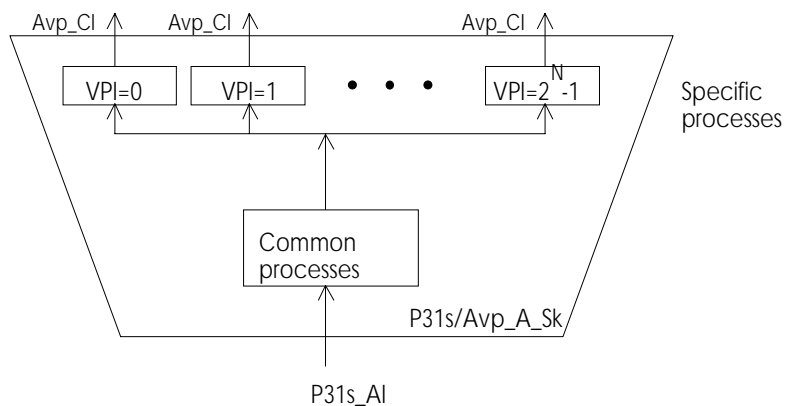 Avp_CI Avp_CI Avp_CI
VPI=0 VPI=1 • • • VPI=2^N-1
Specific
processes
Common
processes
P31s/Avp_A_Sk
P31s_AI